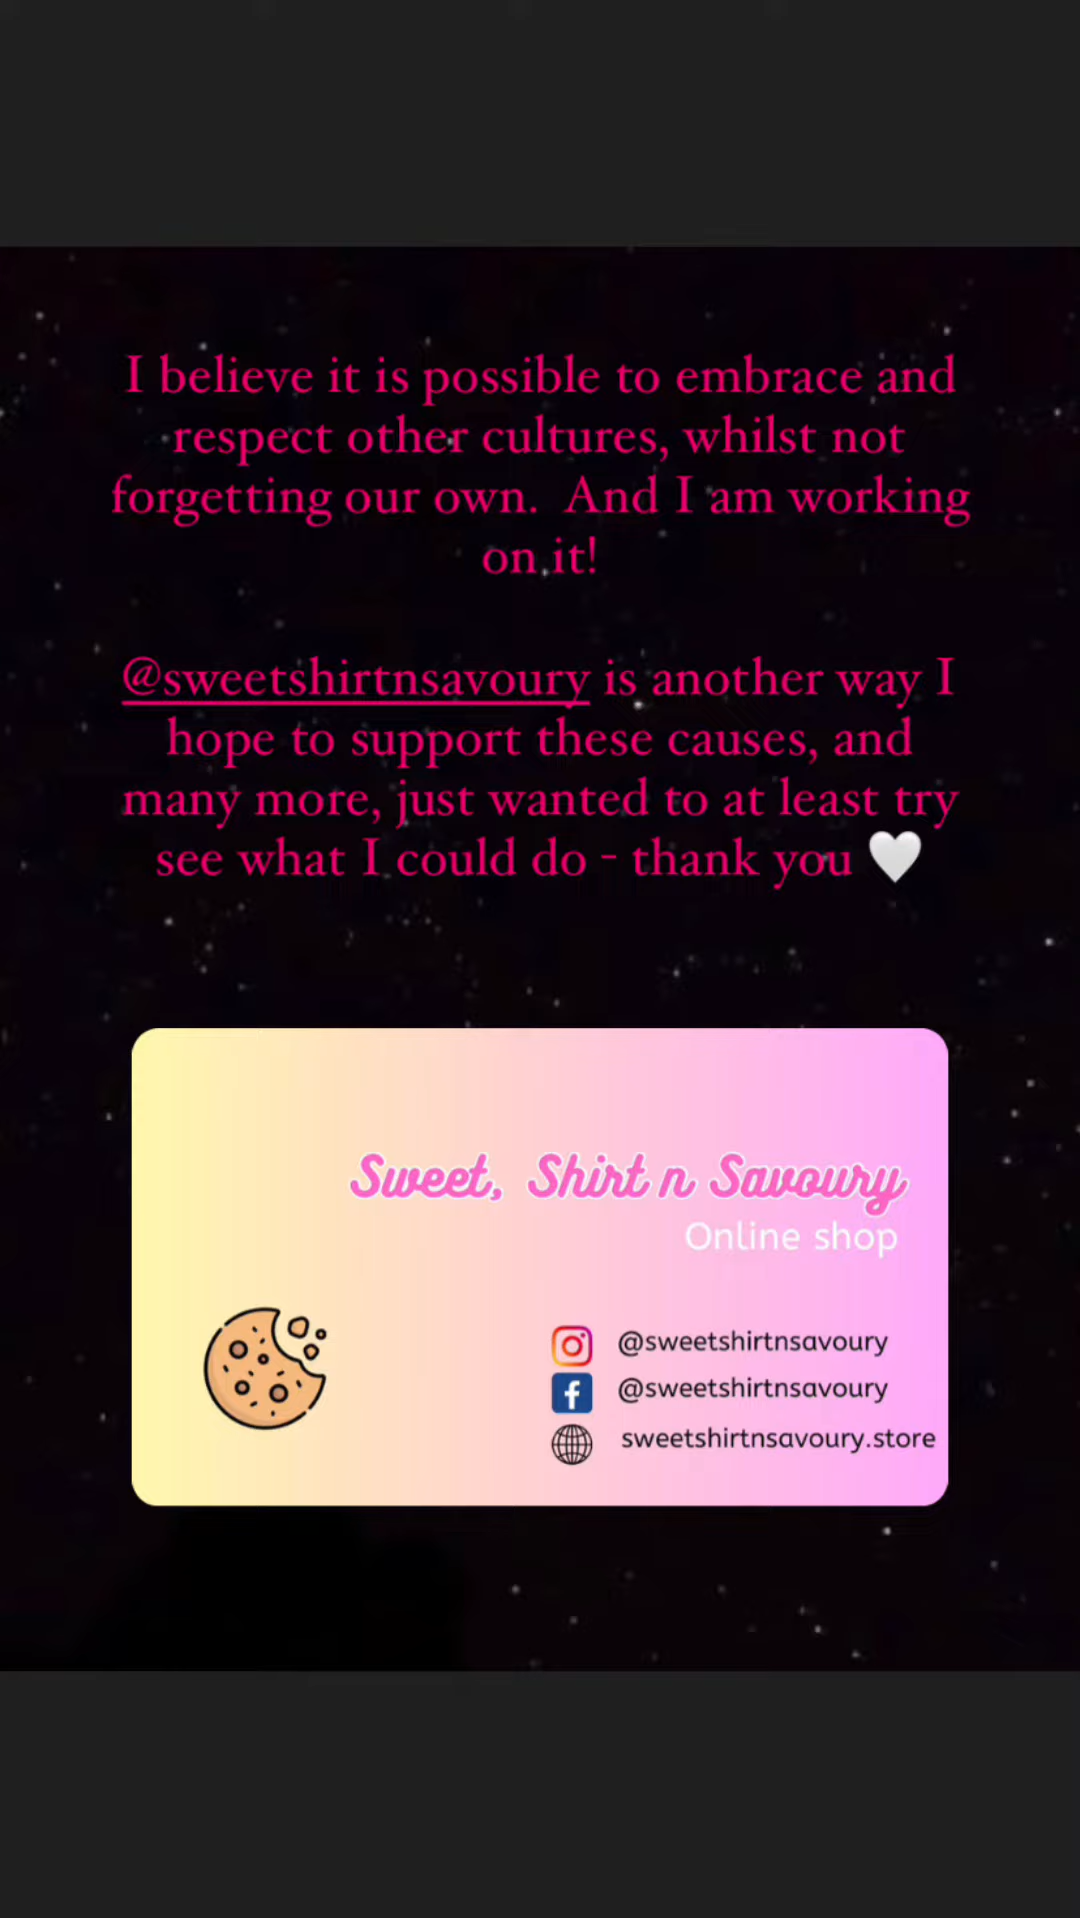 I believe it is possible to embrace and
respect other cultures, whilst not
forgetting our own.  And I am working
on it!
@sweetshirtnsavoury is another way I
hope to support these causes, and
many more, just wanted to at least try
see what I could do - thank you 🤍
Sweet, Shirt n Savoury
Online shop
@sweetshirtnsavoury
@sweetshirtnsavoury
sweetshirtnsavoury.store